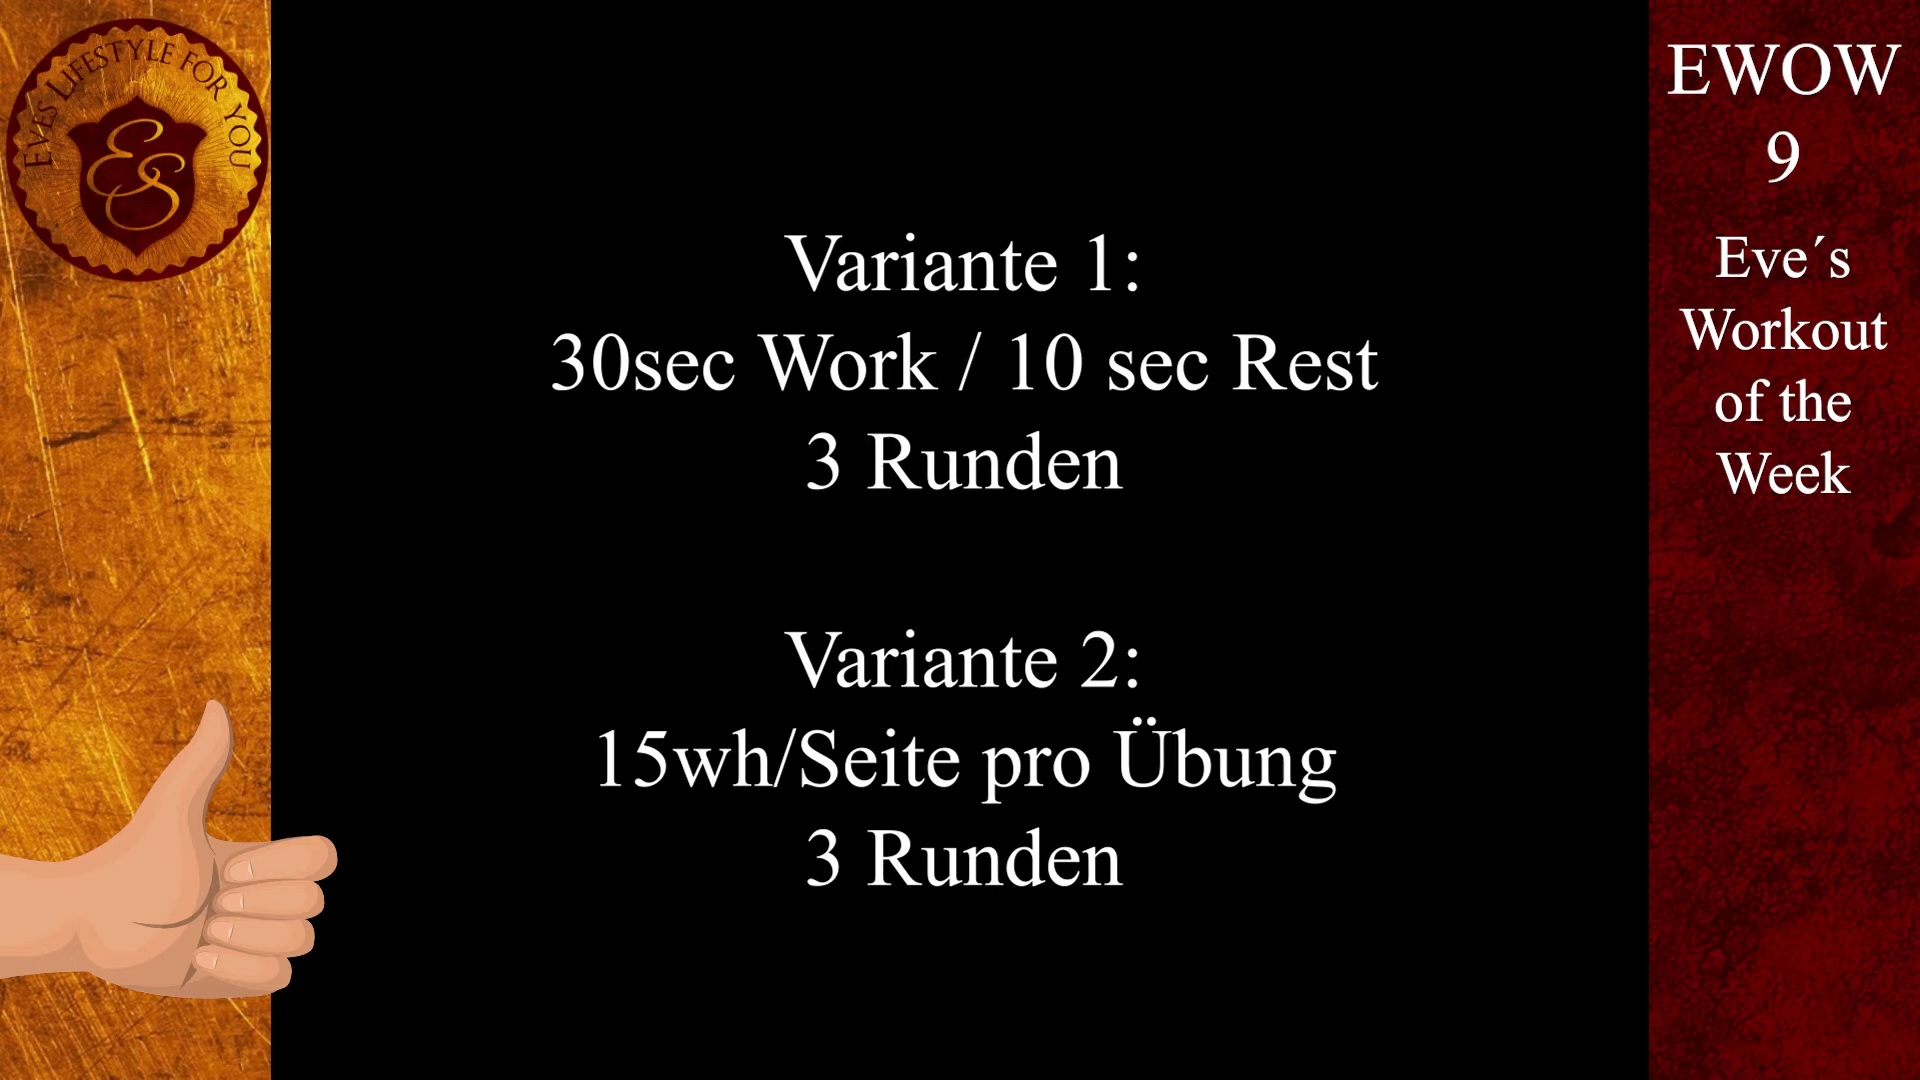 EVES LIFESTYLE FOR YOU
ES
Variante 1:
30sec Work / 10 sec Rest
3 Runden
Variante 2:
15wh/Seite pro Übung
3 Runden
EWOW
9
Eve´s
Workout
of the
Week